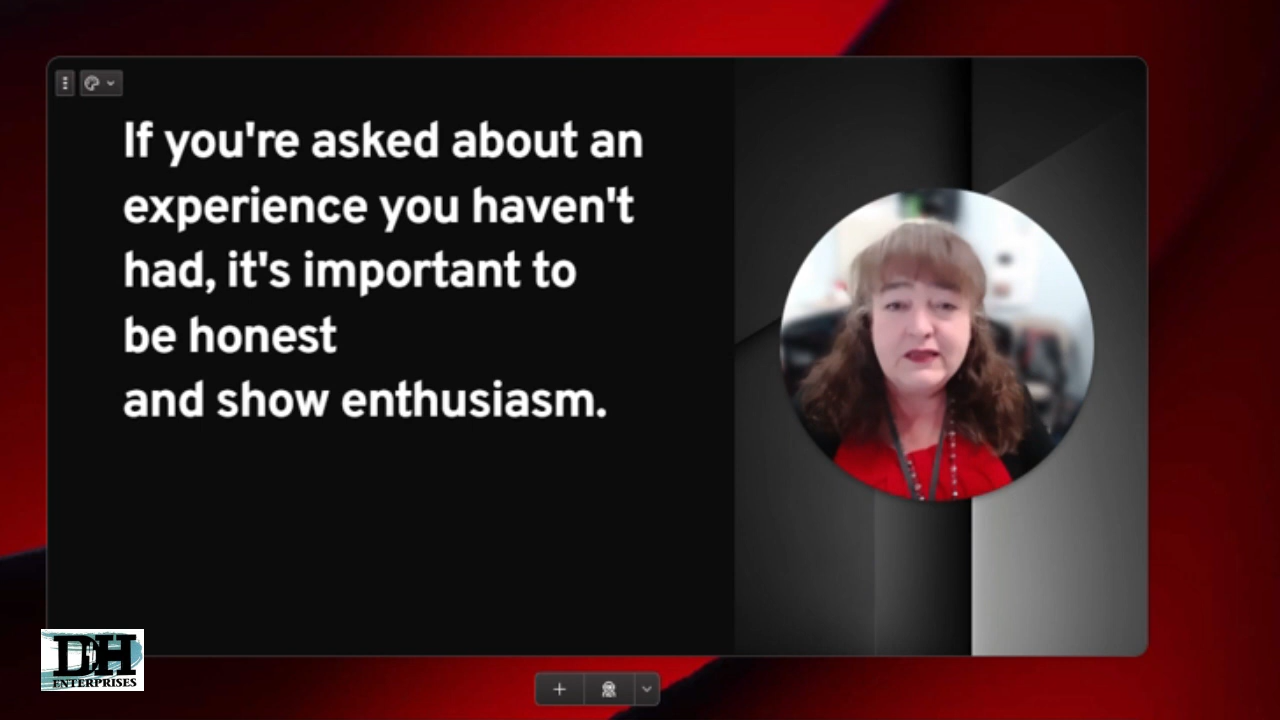 If you're asked about an
experience you haven't
had, it's important to
be honest
and show enthusiasm.
DH
ENTERPRISES